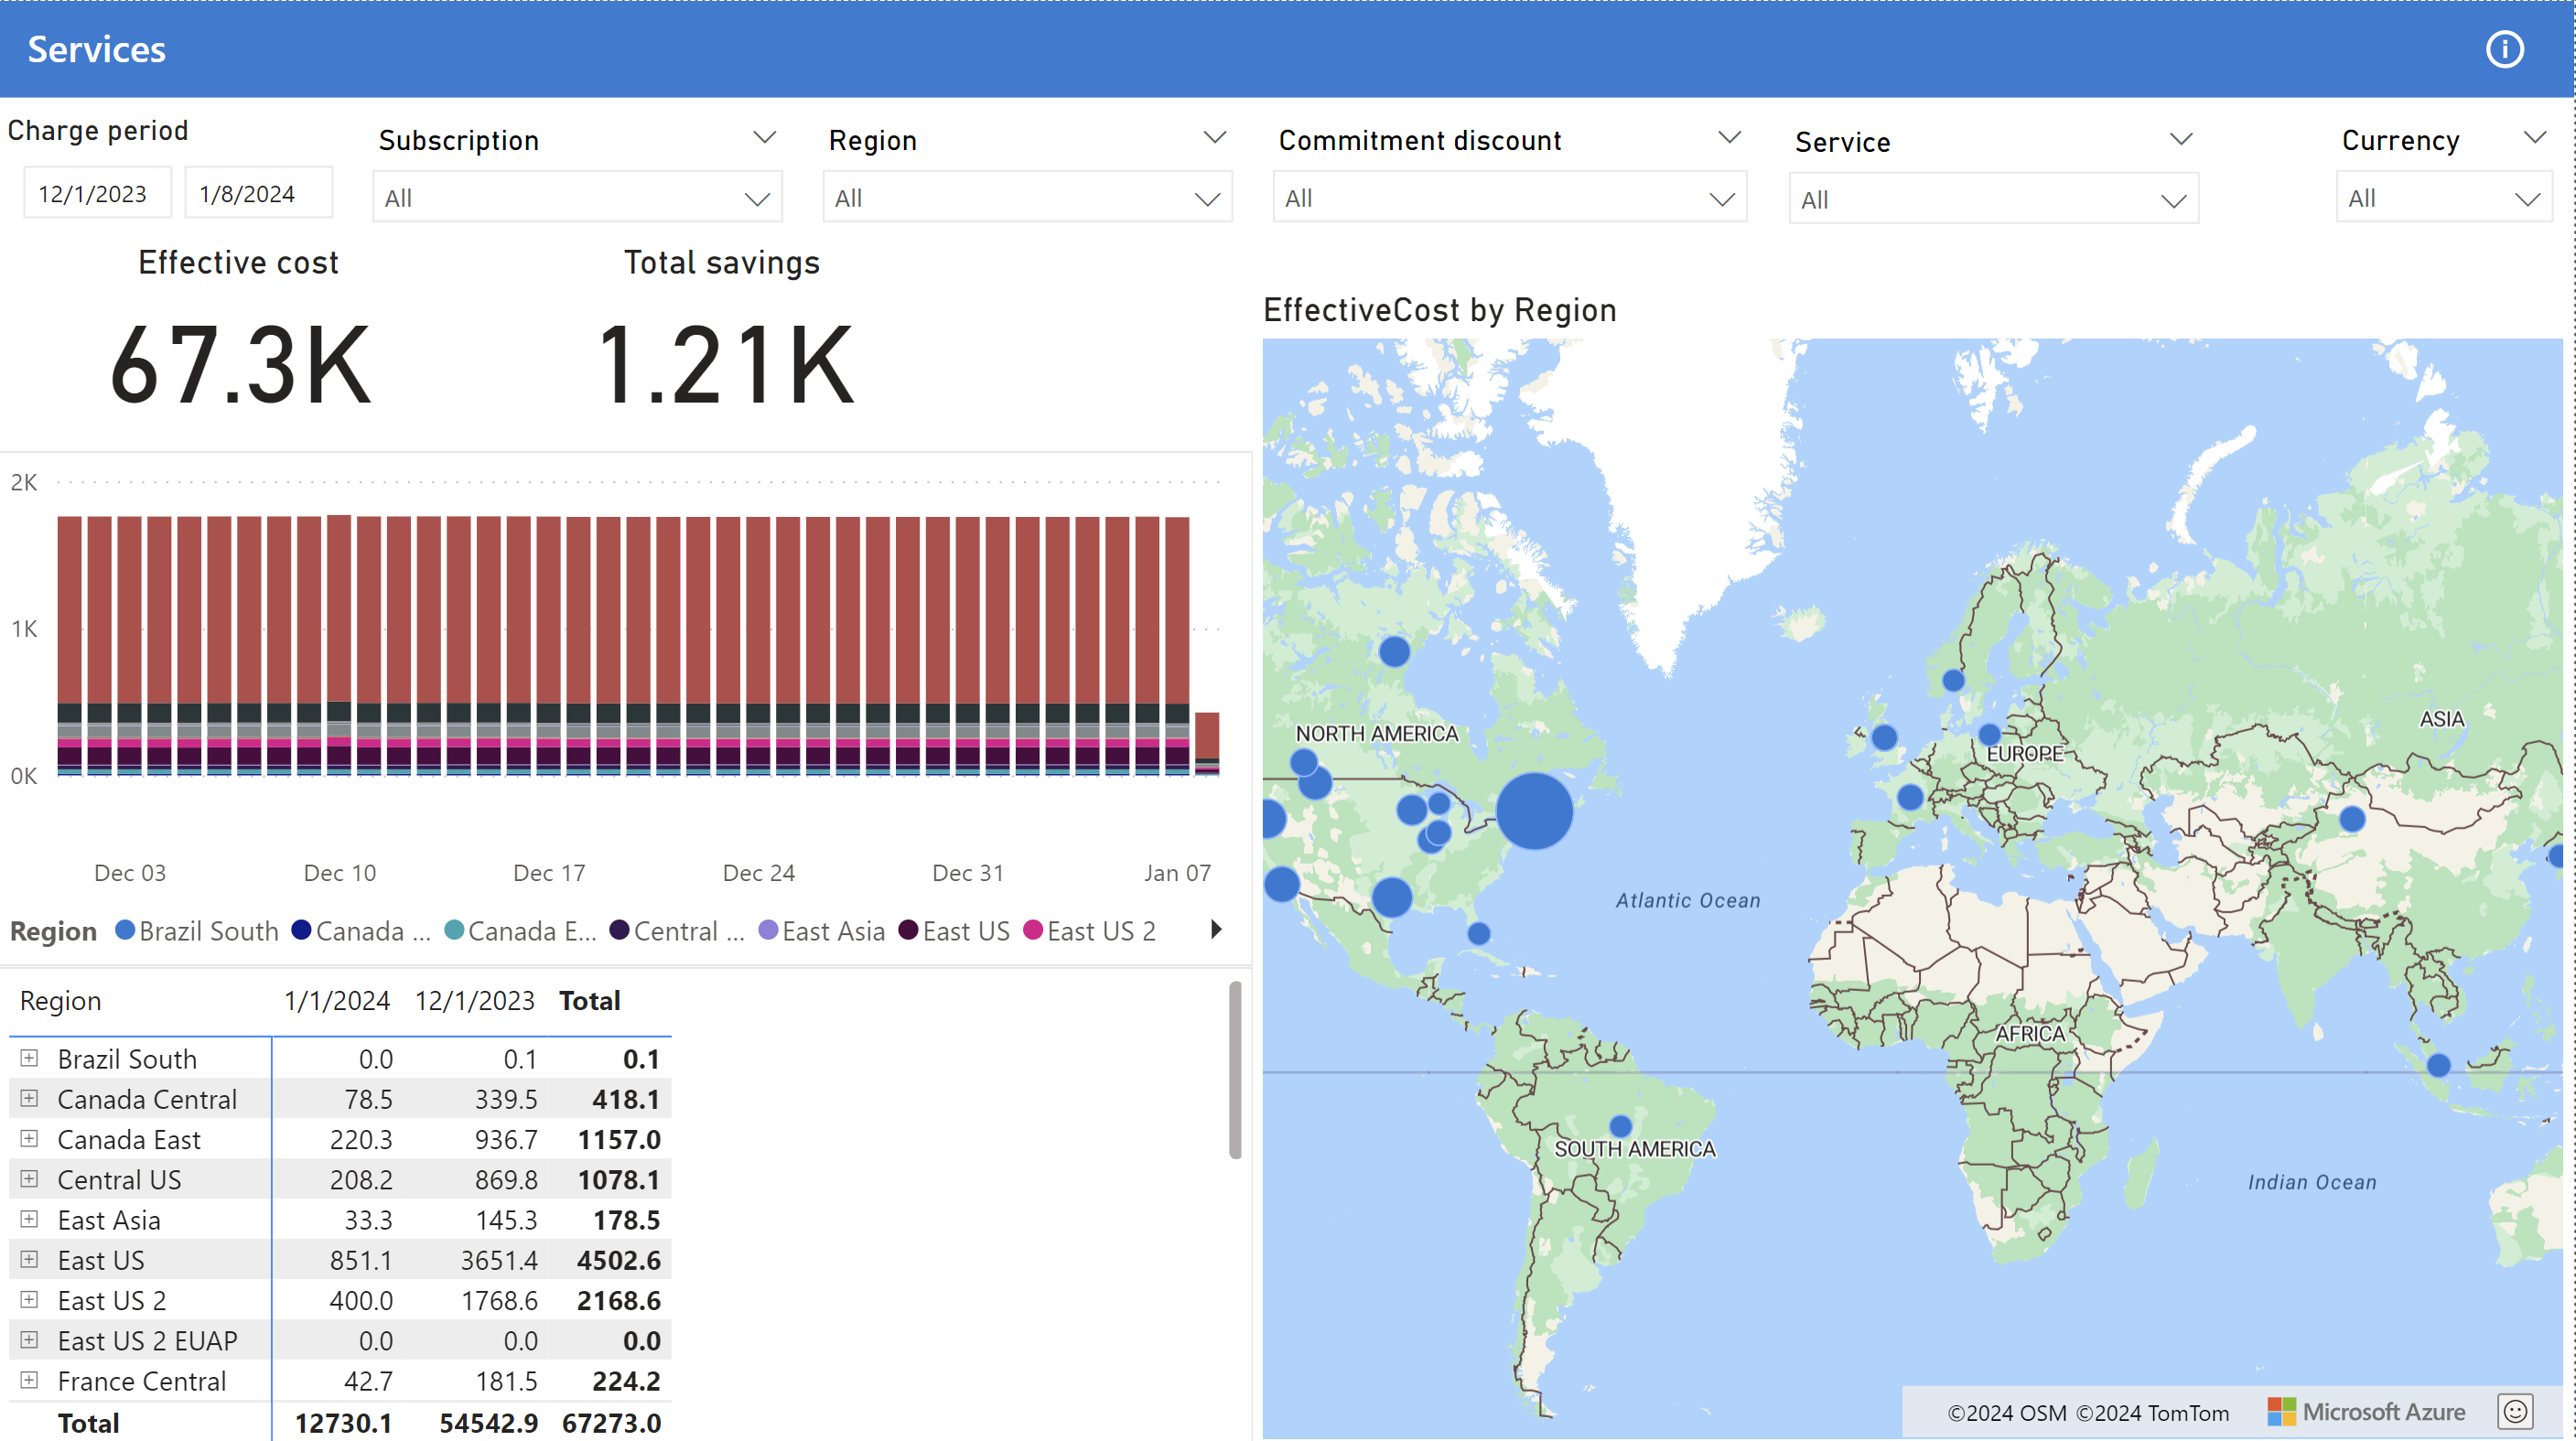 Services
Charge period
12/1/2023 1/8/2024
Subscription
All
Region
All
Commitment discount
All
Service
All
Currency
All
Effective cost
67.3K
Total savings
1.21K
2K
1K
0K
Dec 03 Dec 10 Dec 17 Dec 24 Dec 31 Jan 07
Region Brazil South Canada ... Canada E... Central ... East Asia East US East US 2
Region 1/1/2024 12/1/2023 Total
Brazil South 0.0 0.1 0.1
Canada Central 78.5 339.5 418.1
Canada East 220.3 936.7 1157.0
Central US 208.2 869.8 1078.1
East Asia 33.3 145.3 178.5
East US 851.1 3651.4 4502.6
East US 2 400.0 1768.6 2168.6
East US 2 EUAP 0.0 0.0 0.0
France Central 42.7 181.5 224.2
Total 12730.1 54542.9 67273.0
EffectiveCost by Region
NORTH AMERICA
ASIA
EUROPE
Atlantic Ocean
AFRICA
SOUTH AMERICA
Indian Ocean
©2024 OSM ©2024 TomTom Microsoft Azure